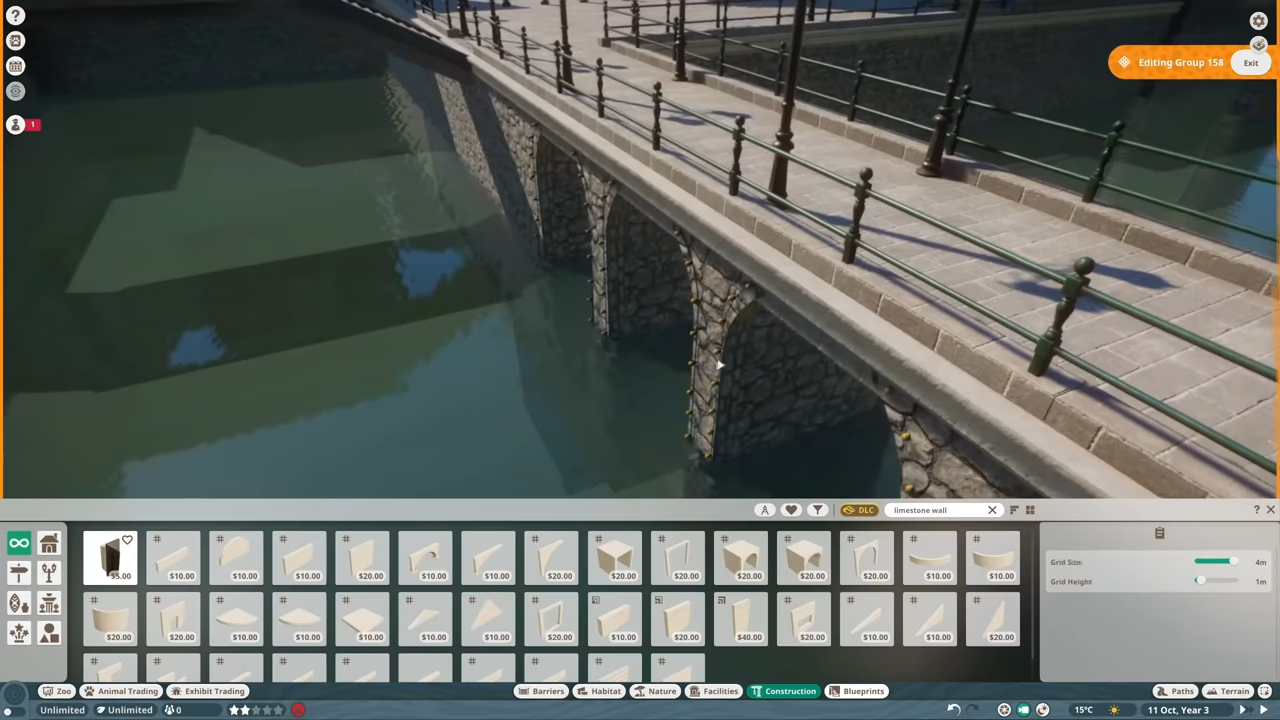 ?
1
Editing Group 158
Exit
DLC
limestone wall
?
$5.00 $10.00 $10.00 $10.00 $20.00 $10.00 $10.00 $20.00 $20.00 $20.00 $20.00 $20.00 $20.00 $10.00 $10.00
$20.00 $20.00 $10.00 $10.00 $10.00 $10.00 $10.00 $20.00 $10.00 $20.00 $40.00 $20.00 $10.00 $10.00 $20.00
Grid Size: 4m
Grid Height 1m
Zoo Animal Trading Exhibit Trading Barriers Habitat Nature Facilities Construction Blueprints Paths Terrain
Unlimited Unlimited 0 15°C 11 Oct, Year 3